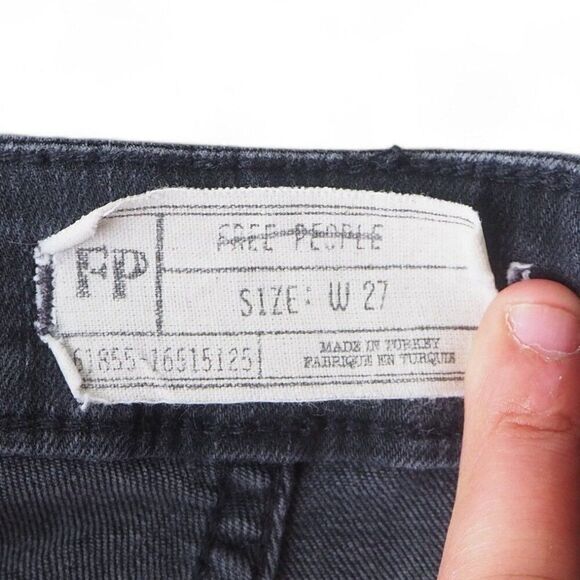 FP
FREE PEOPLE
SIZE: W 27
61855-16515125
MADE IN TURKEY
FABRIQUE EN TURQUIE